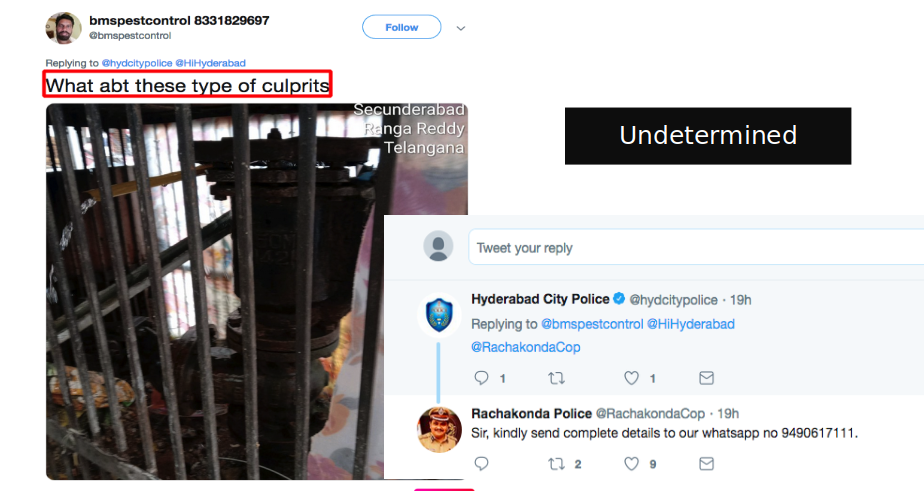 bmspestcontrol 8331829697
@bmspestcontrol
Follow
Replying to @hydcitypolice @HiHyderabad
What abt these type of culprits
Secunderabad
Ranga Reddy
Telangana
Undetermined
Tweet your reply
Hyderabad City Police @hydcitypolice · 19h
Replying to @bmspestcontrol @HiHyderabad
@RachakondaCop
1
1
Rachakonda Police @RachakondaCop · 19h
Sir, kindly send complete details to our whatsapp no 9490617111.
2
9